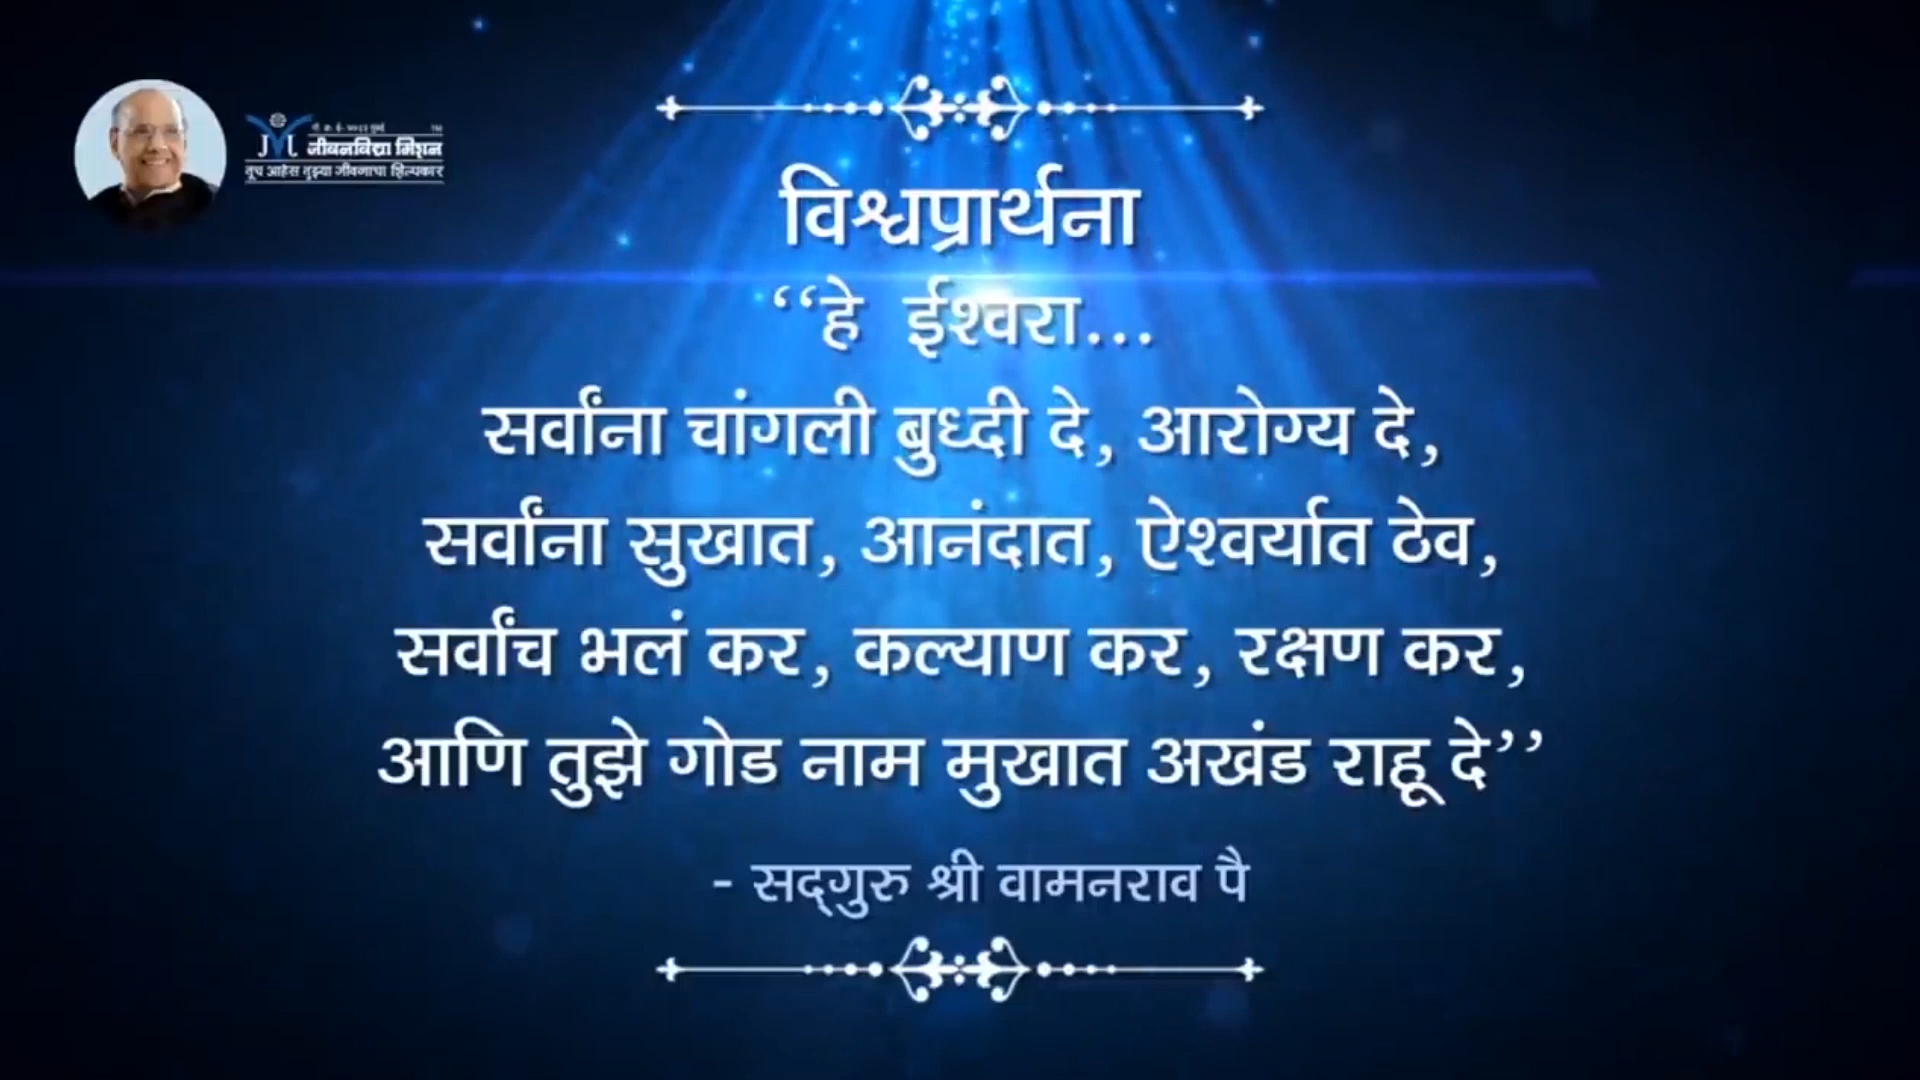 जीवनविद्या मिशन
तूच आहेस तुझ्या जीवनाचा शिल्पकार
विश्वप्रार्थना
‘‘हे ईश्वरा...
सर्वांना चांगली बुध्दी दे, आरोग्य दे,
सर्वांना सुखात, आनंदात, ऐश्वर्यात ठेव,
सर्वांच भलं कर, कल्याण कर, रक्षण कर,
आणि तुझे गोड नाम मुखात अखंड राहू दे’’
- सद्‌गुरु श्री वामनराव पै